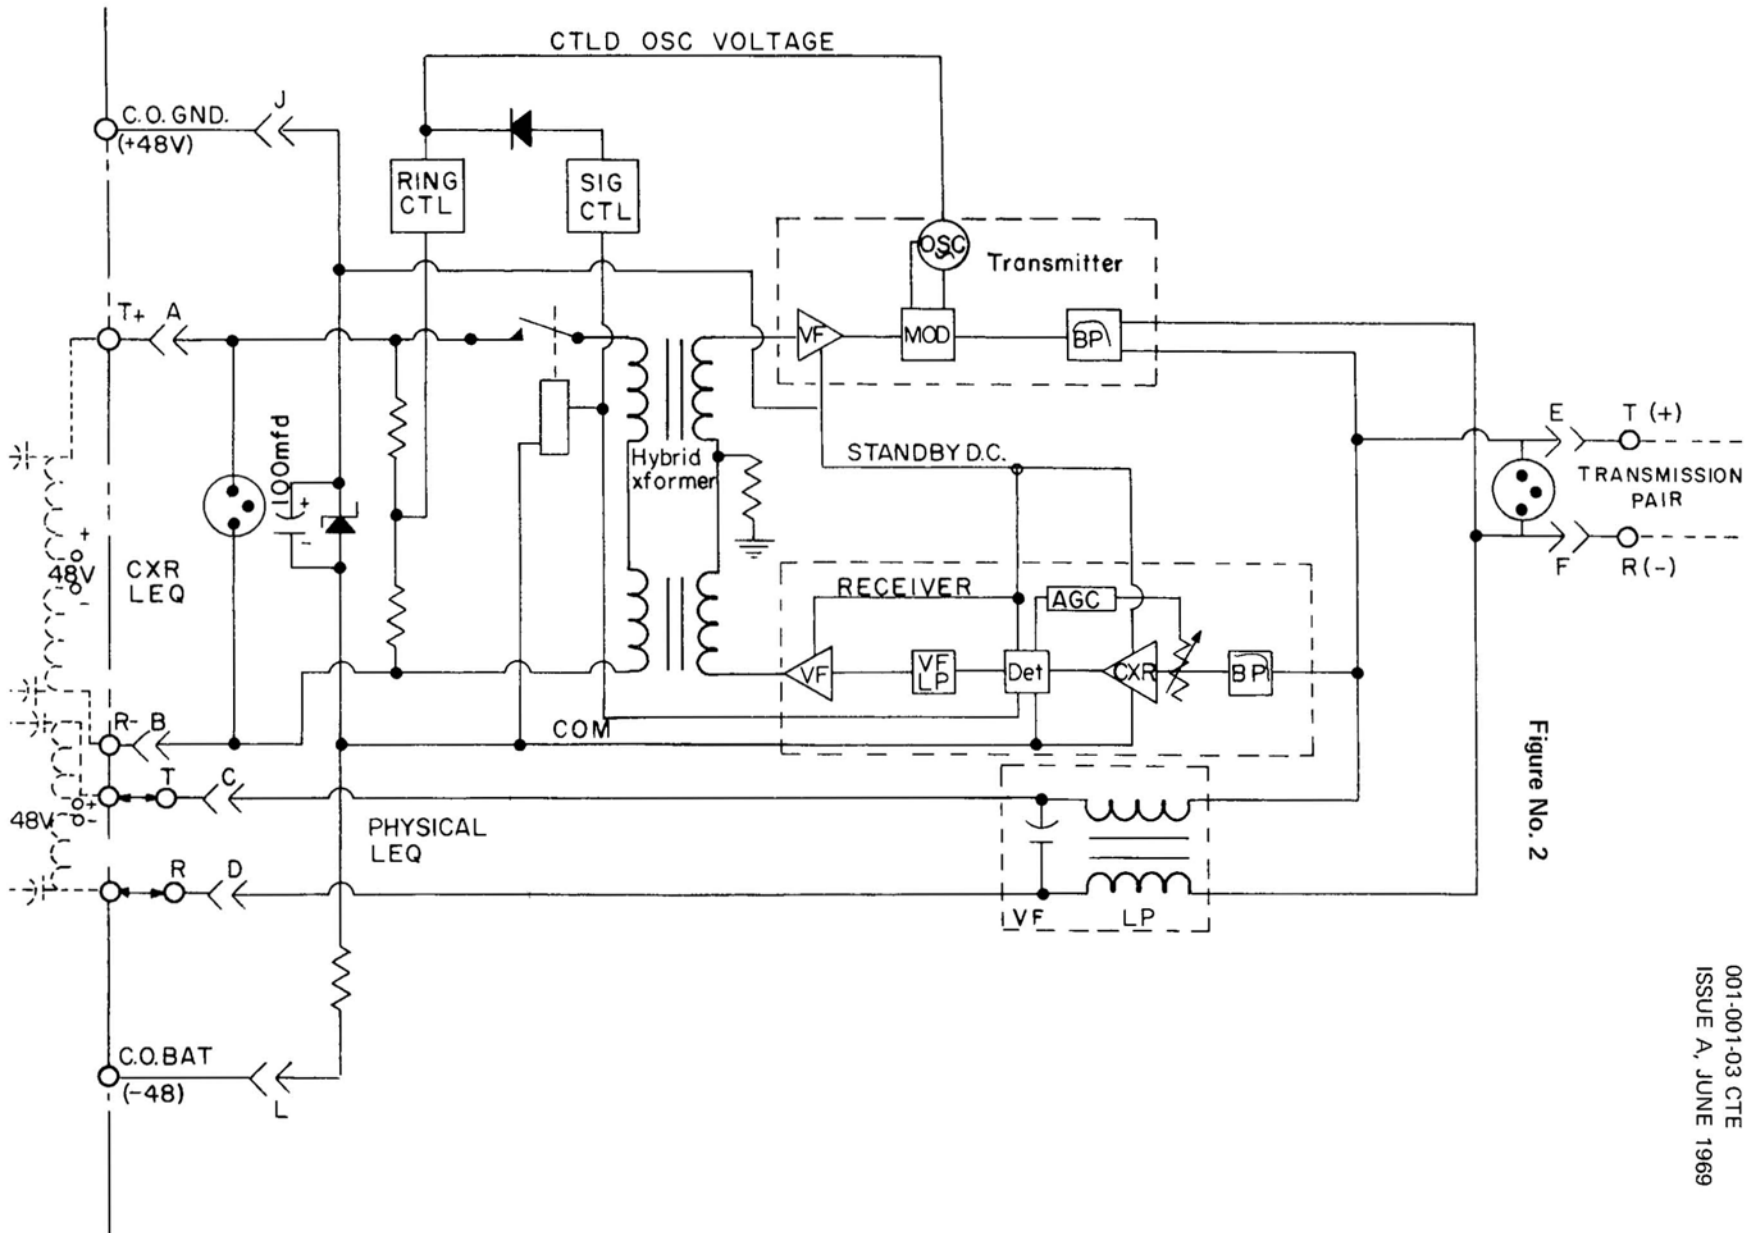 CTLD OSC VOLTAGE
J
C.O. GND.
(+48V)
RING
CTL
SIG
CTL
OSC
Transmitter
T+
A
VF
MOD
BP
E
T (+)
100mfd
+
-
Hybrid
xformer
STANDBY D.C.
TRANSMISSION
PAIR
+
48V
-
CXR
LEQ
F
R(-)
RECEIVER
AGC
VF
VF
LP
Det
CXR
BP
R-
B
COM
T
C
48V
+
-
PHYSICAL
LEQ
R
D
VF
LP
Figure No. 2
C.O.BAT
(-48)
L
001-001-03 CTE
ISSUE A, JUNE 1969